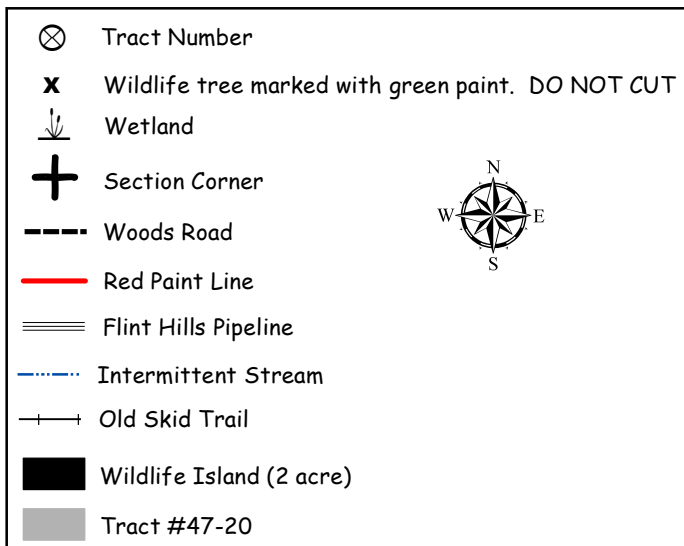 Tract Number
x Wildlife tree marked with green paint. DO NOT CUT
Wetland
Section Corner
N
W E
S
Woods Road
Red Paint Line
Flint Hills Pipeline
Intermittent Stream
Old Skid Trail
Wildlife Island (2 acre)
Tract #47-20